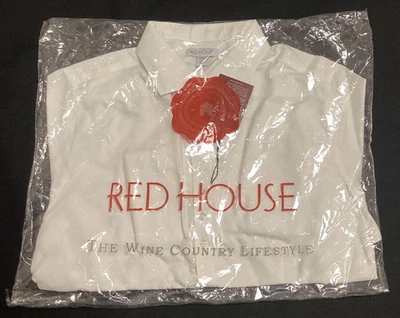 RED HOUSE
THE WINE COUNTRY LIFESTYLE